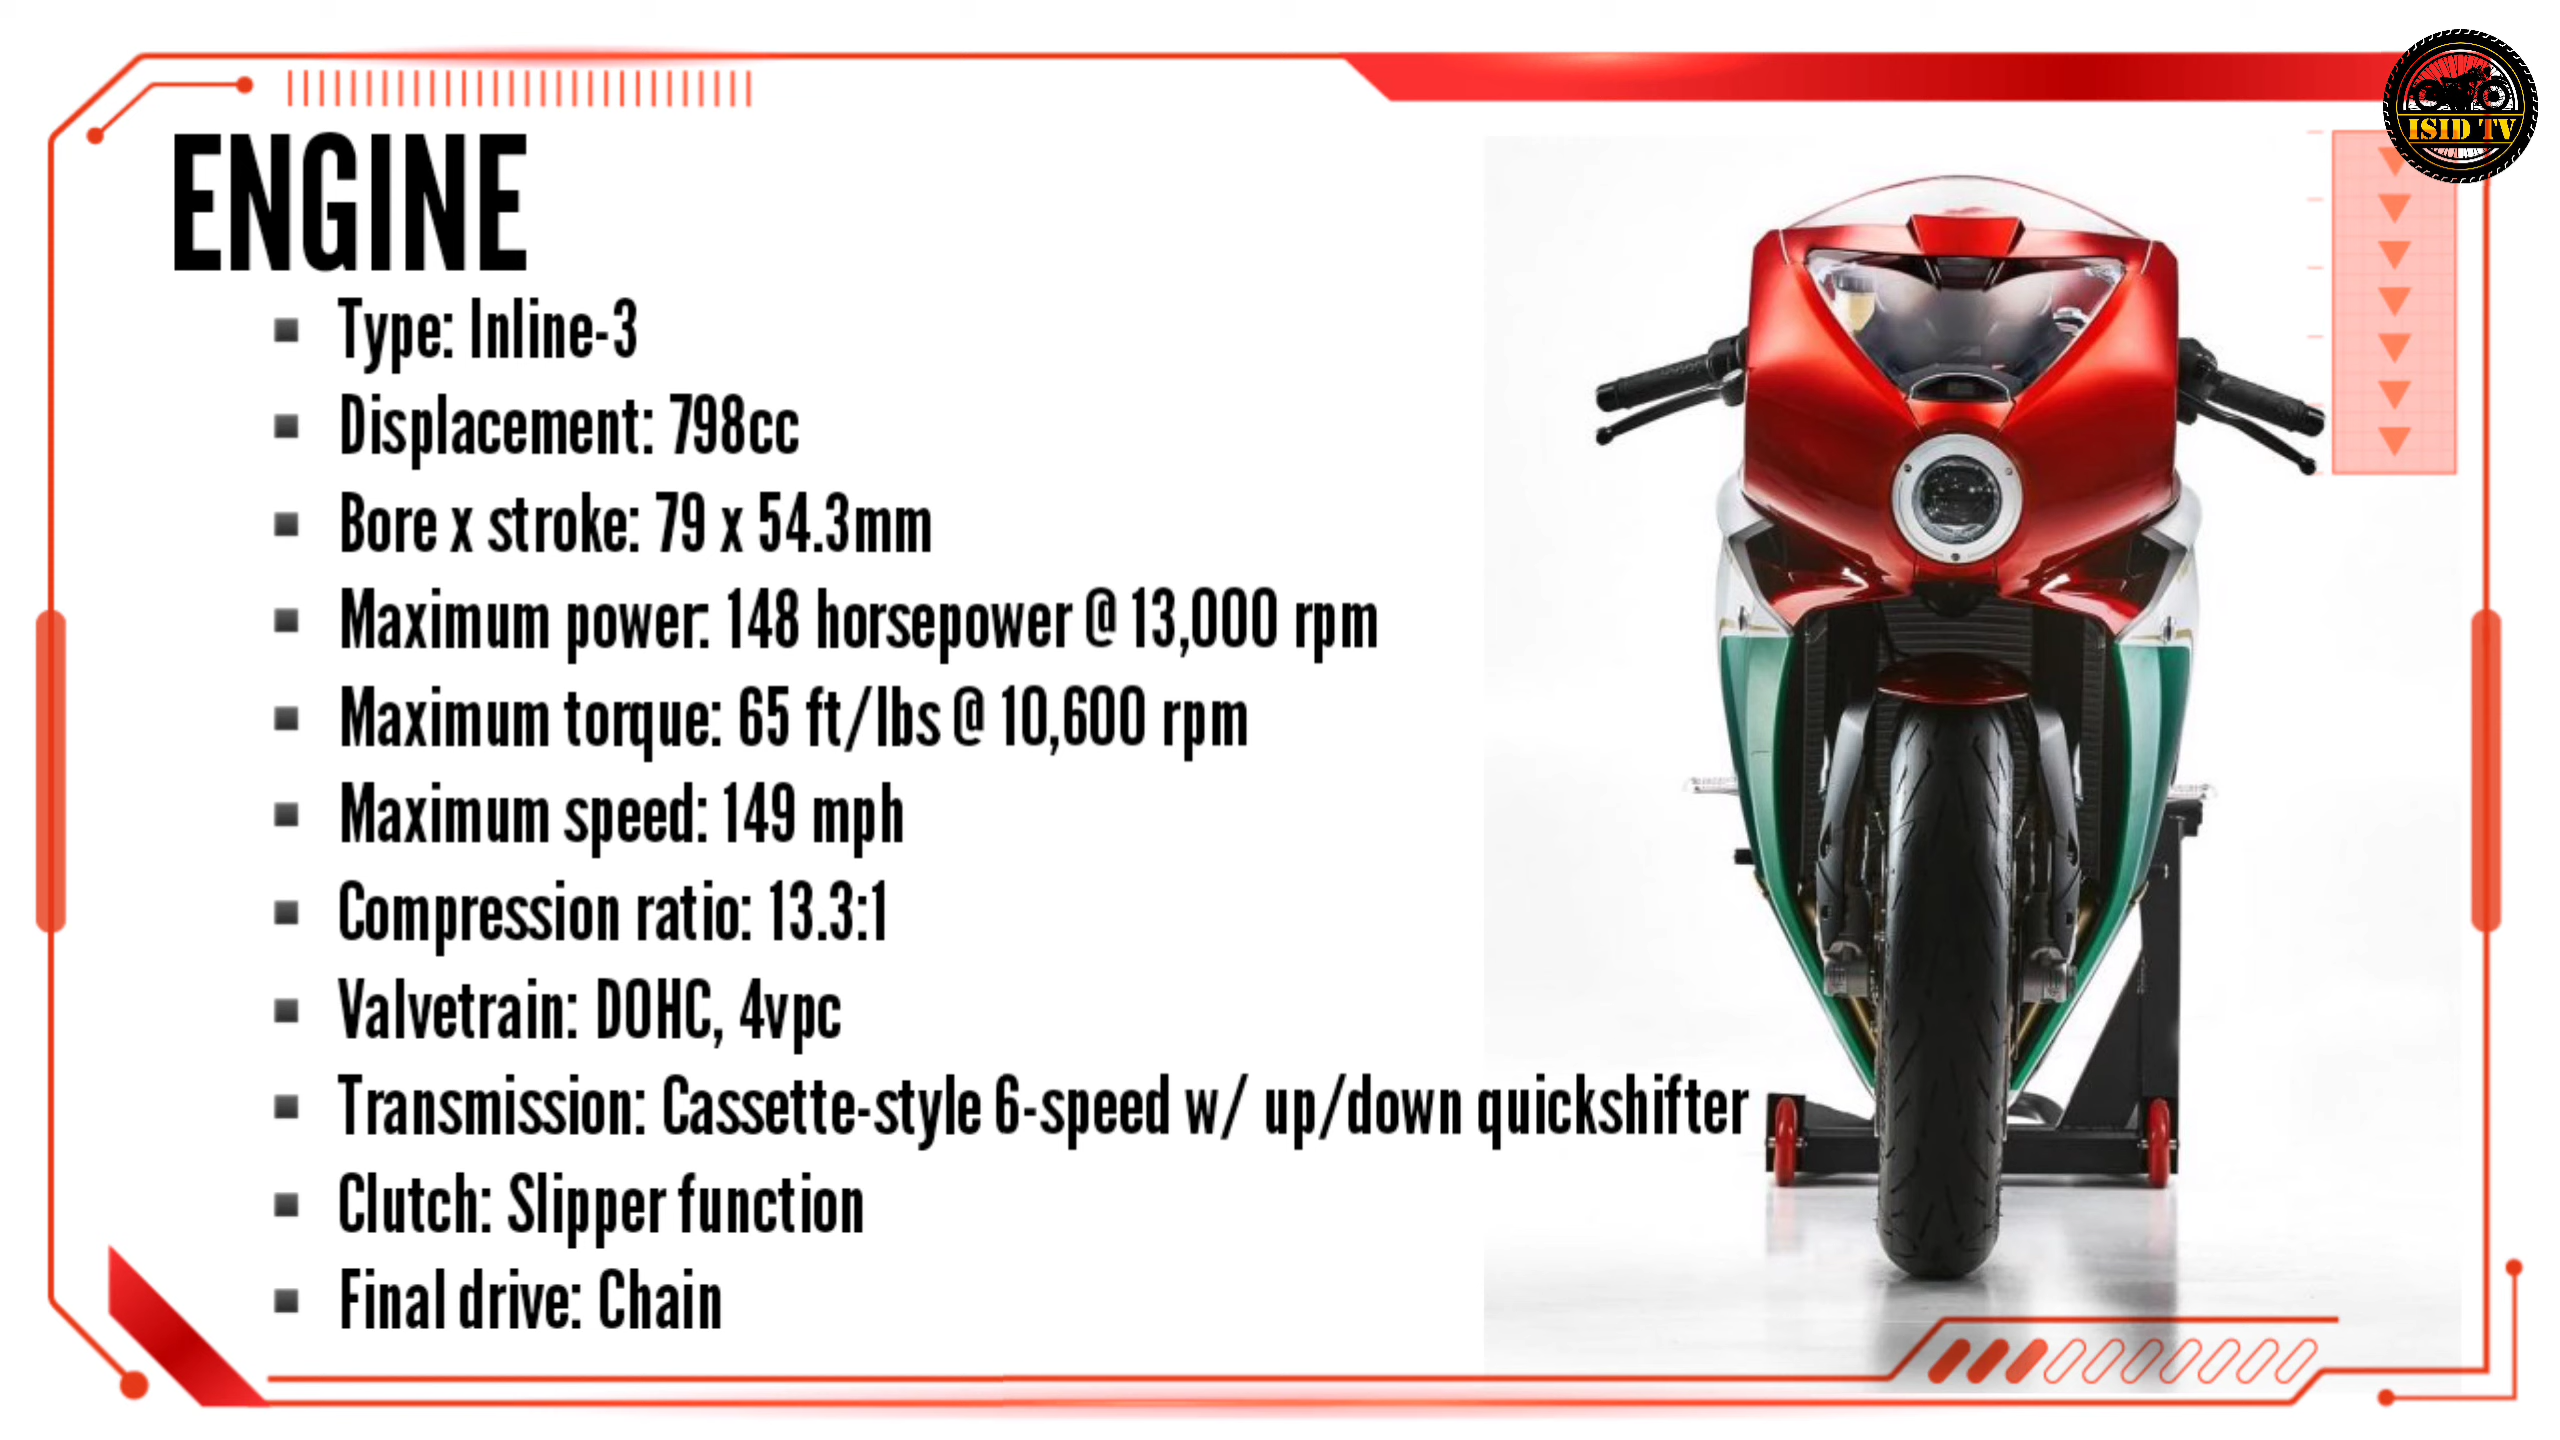 ISID TV
ENGINE
Type: Inline-3
Displacement: 798cc
Bore x stroke: 79 x 54.3mm
Maximum power: 148 horsepower @ 13,000 rpm
Maximum torque: 65 ft/lbs @ 10,600 rpm
Maximum speed: 149 mph
Compression ratio: 13.3:1
Valvetrain: DOHC, 4vpc
Transmission: Cassette-style 6-speed w/ up/down quickshifter
Clutch: Slipper function
Final drive: Chain